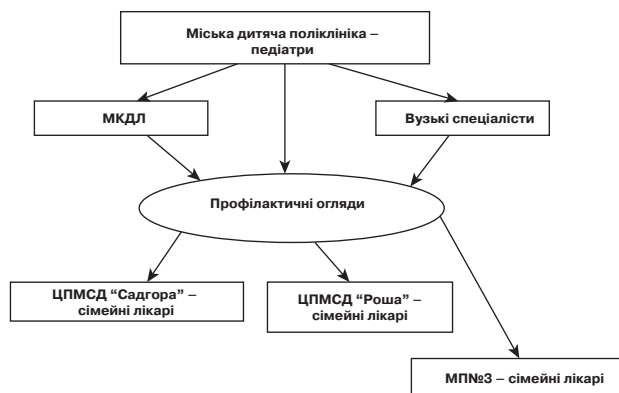 Міська дитяча поліклініка –
педіатри
МКДЛ
Вузькі спеціалісти
Профілактичні огляди
ЦПМСД “Садгора” –
сімейні лікарі
ЦПМСД “Роша” –
сімейні лікарі
МП№3 – сімейні лікарі